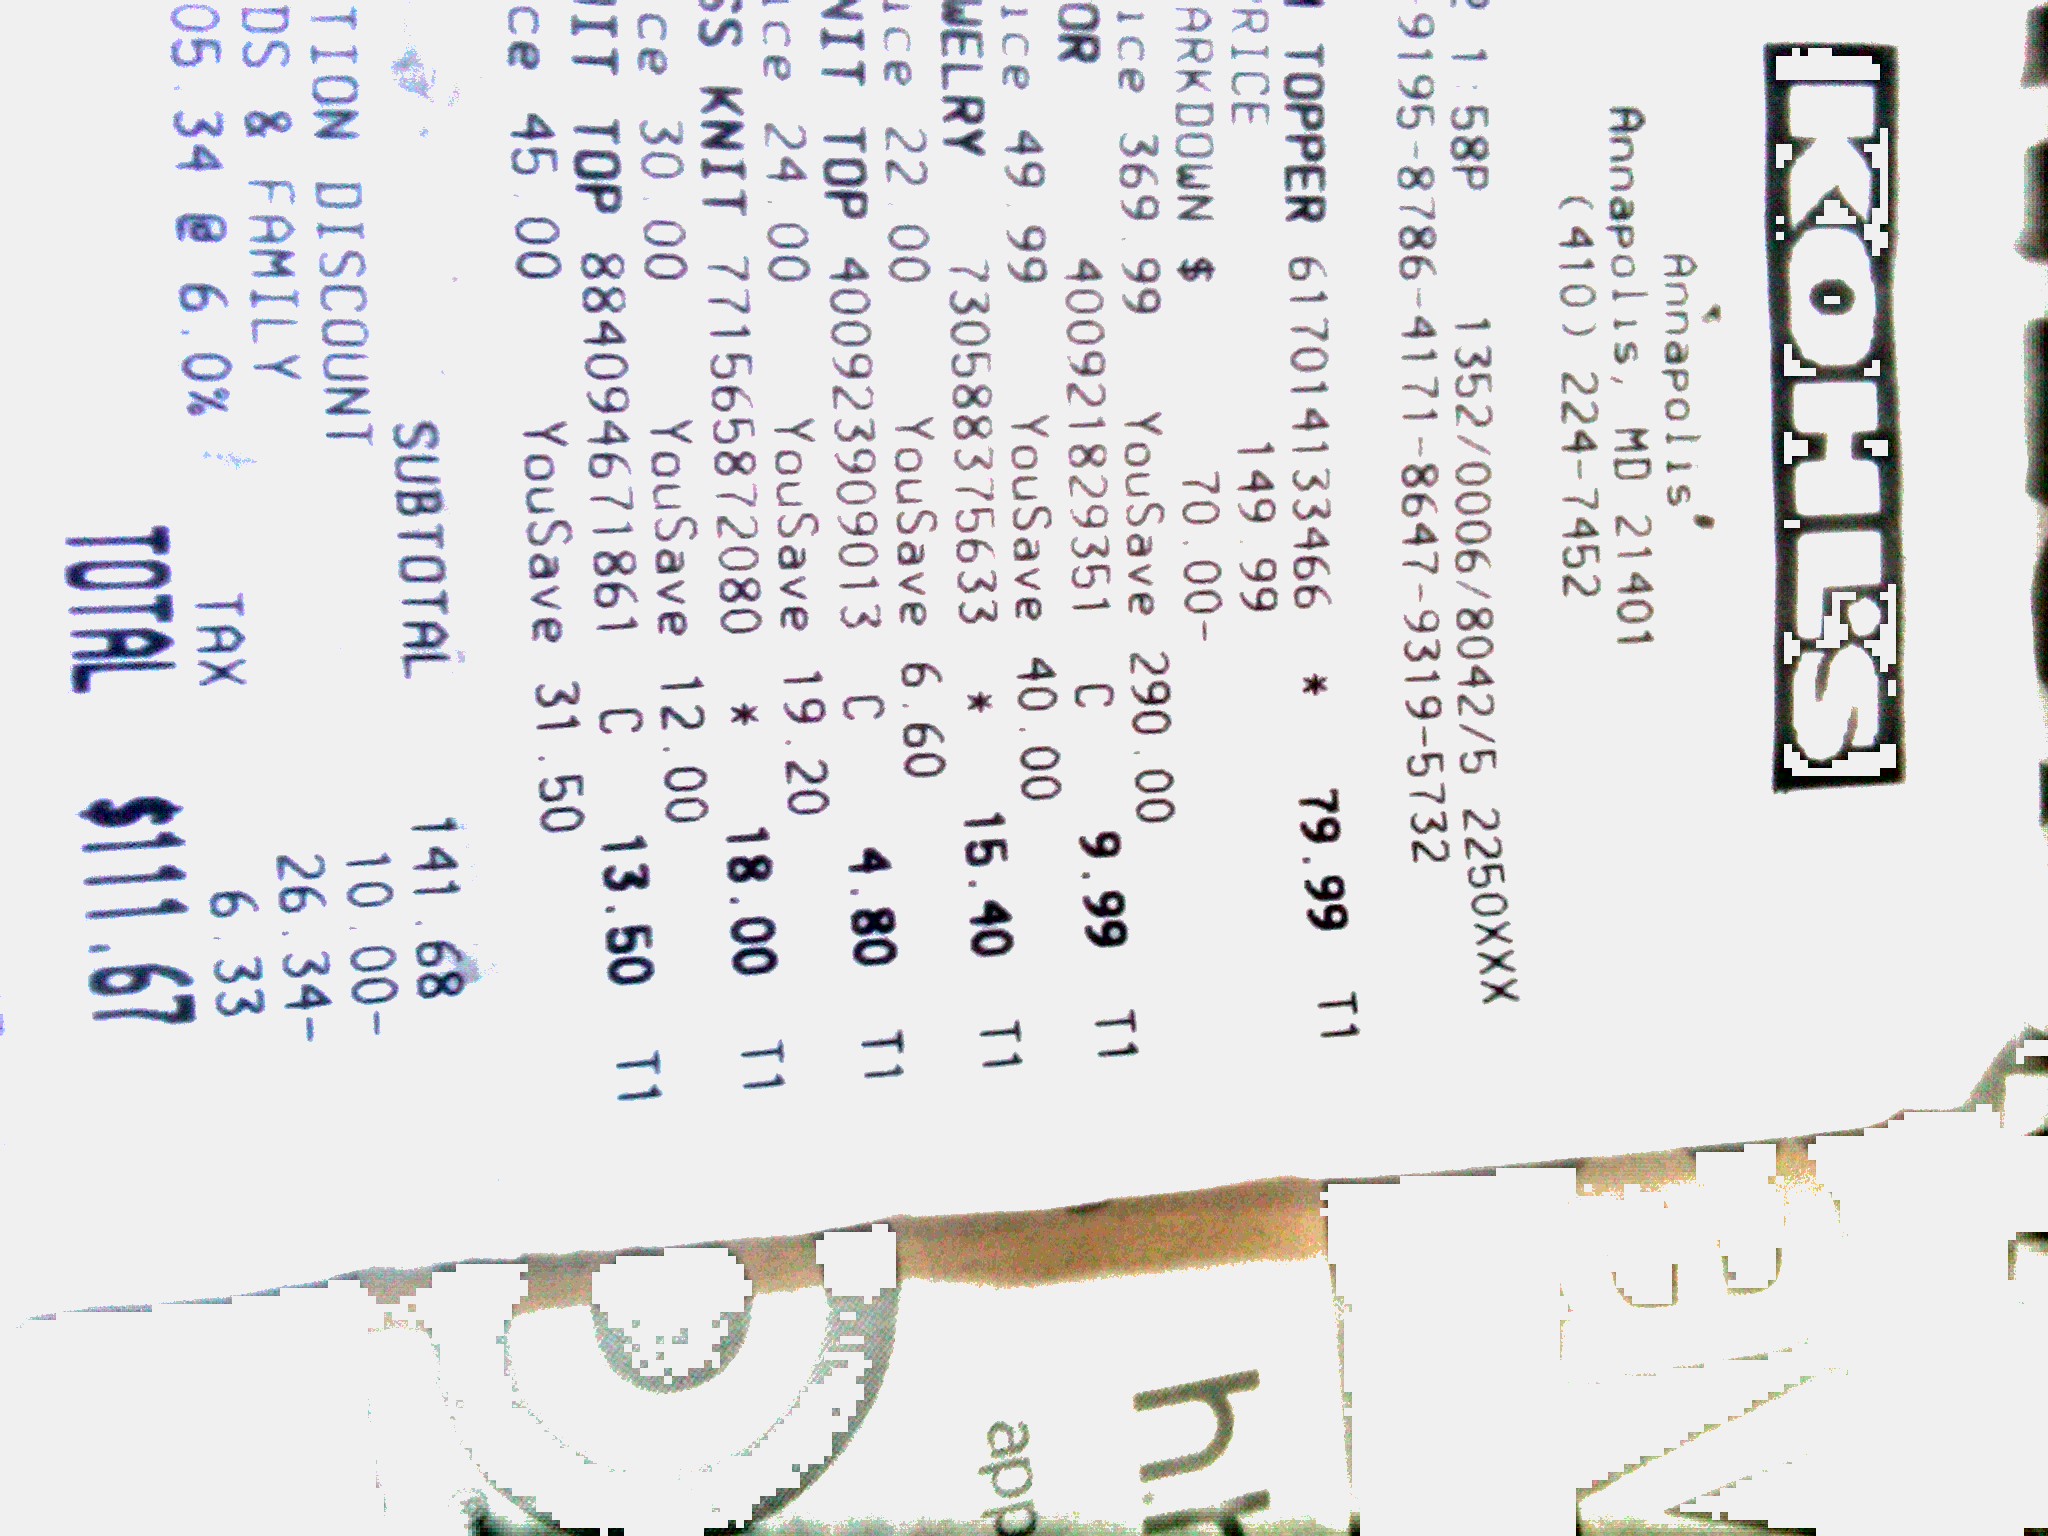 KOHL'S
Annapolis
Annapolis, MD 21401
(410) 224-7452
1:58P 1352/0006/8042/5 2250XXX
-9195-8786-4171-8647-9319-5732
TOPPER 617014133466 * 79.99 T1
RICE 149.99
ARKDOWN $ 70.00-
ice 369.99 YouSave 290.00
OR 400921829351 C 9.99 T1
ice 49.99 YouSave 40.00
WELRY 730588375633 * 15.40 T1
ice 22.00 YouSave 6.60
NIT TOP 400923909013 C 4.80 T1
ice 24.00 YouSave 19.20
SS KNIT 771565872080 * 18.00 T1
ce 30.00 YouSave 12.00
NIT TOP 884094671861 C 13.50 T1
ce 45.00 YouSave 31.50
SUBTOTAL 141.68
TION DISCOUNT 10.00-
DS & FAMILY 26.34-
05.34 @ 6.0% TAX 6.33
TOTAL $111.67
app